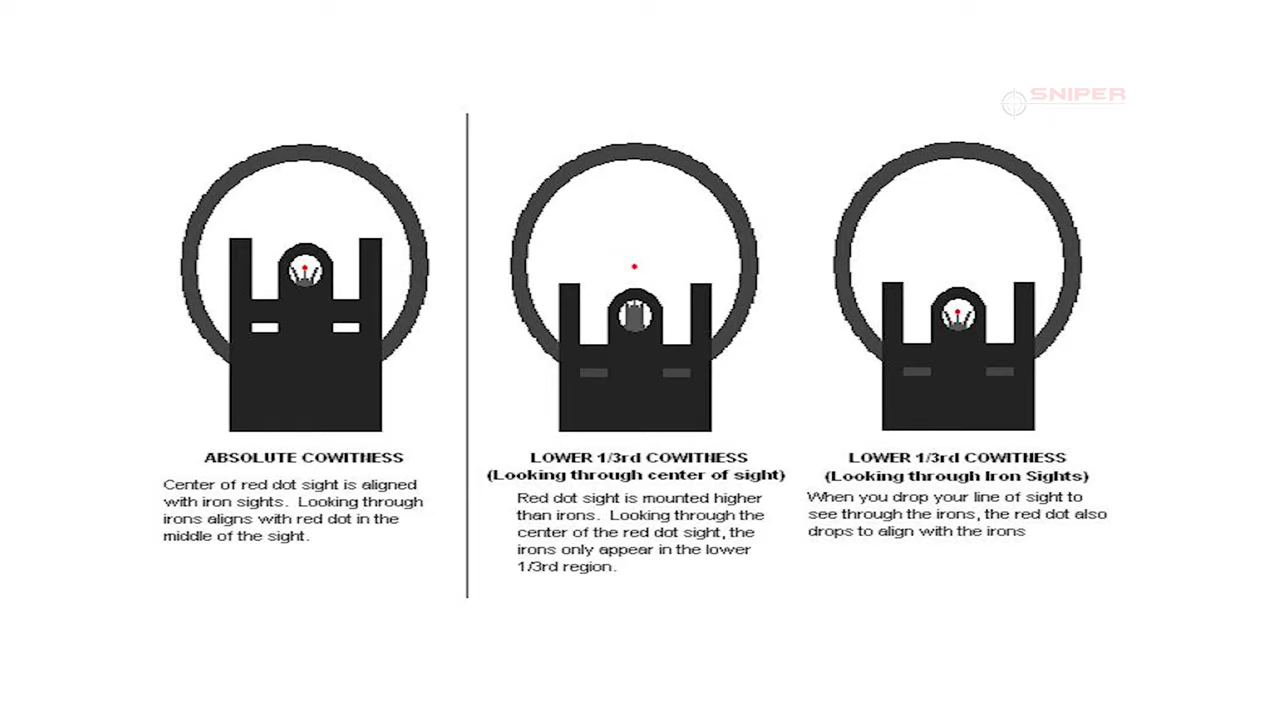 SNIPER
ABSOLUTE COWITNESS
Center of red dot sight is aligned
with iron sights. Looking through
irons aligns with red dot in the
middle of the sight.
LOWER 1/3rd COWITNESS
(Looking through center of sight)
Red dot sight is mounted higher
than irons. Looking through the
center of the red dot sight, the
irons only appear in the lower
1/3rd region.
LOWER 1/3rd COWITNESS
(Looking through Iron Sights)
When you drop your line of sight to
see through the irons, the red dot also
drops to align with the irons